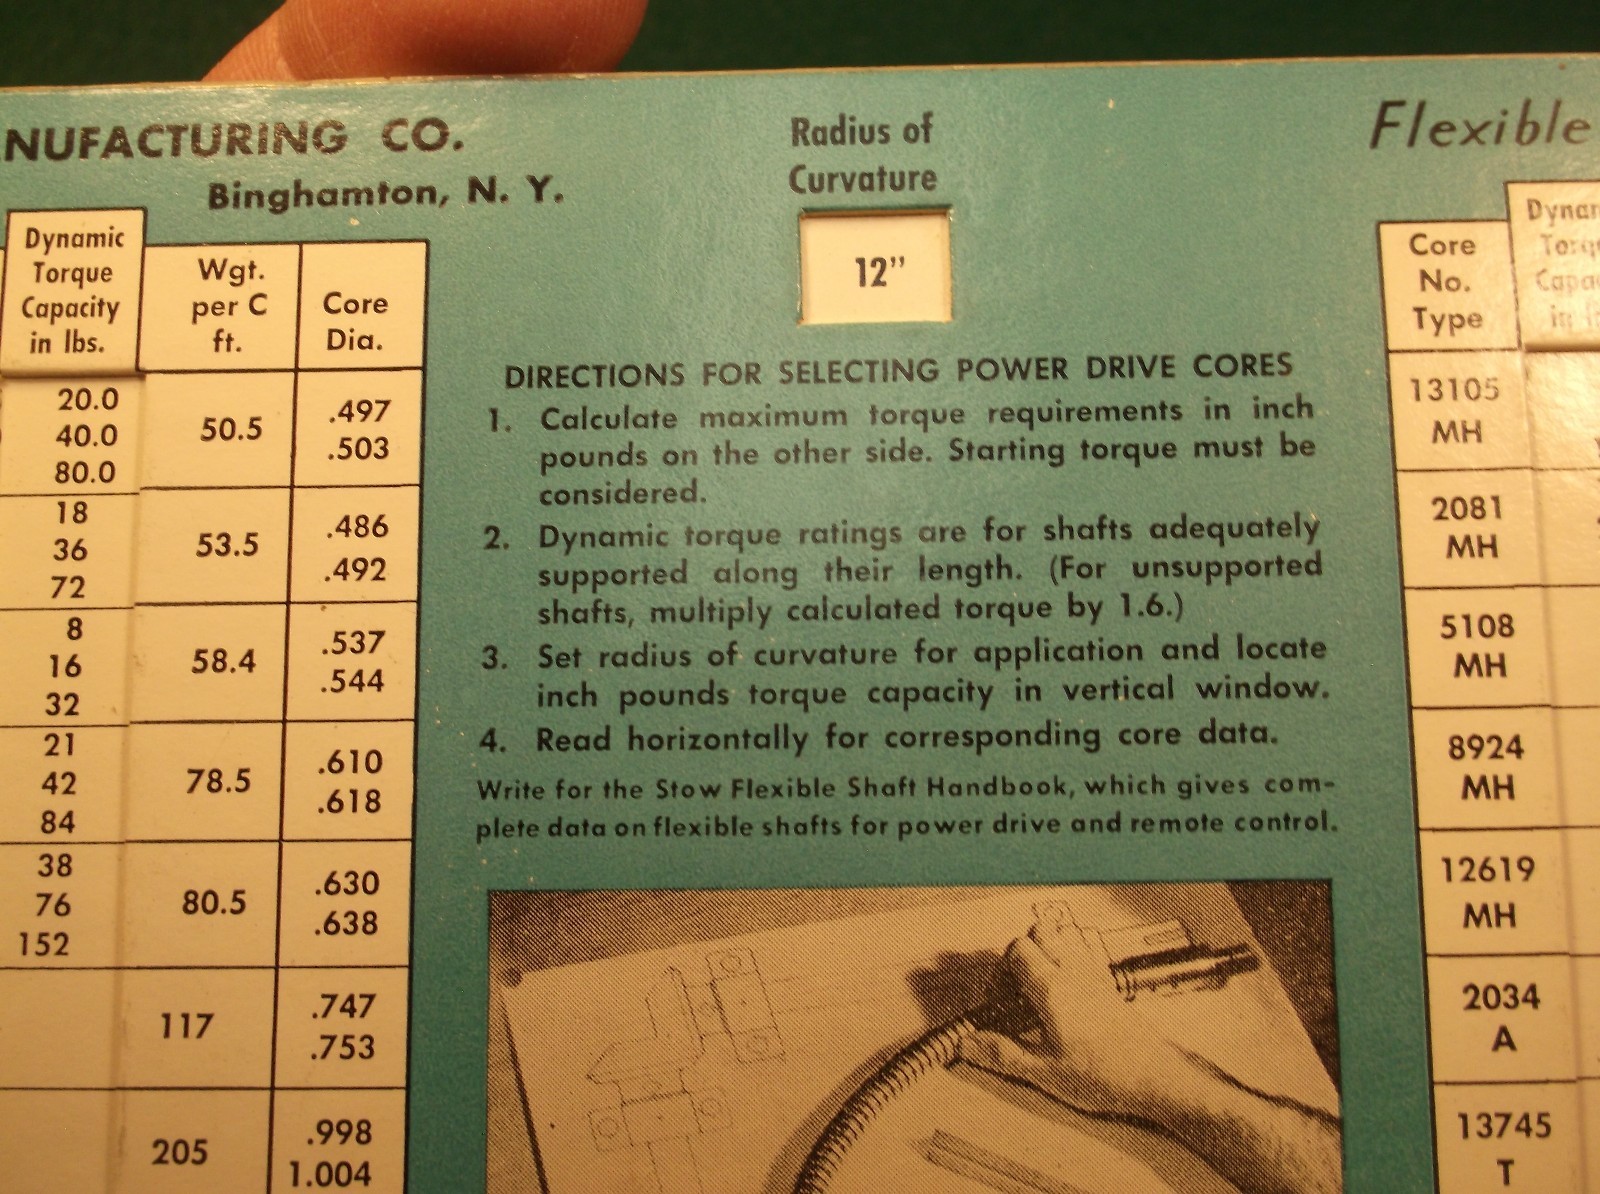 NUFACTURING CO.
Binghamton, N. Y.
Radius of
Curvature
12”
Flexible
Dynamic
Torque
Capacity
in lbs.
Wgt.
per C
ft.
Core
Dia.
20.0
40.0
80.0
50.5
.497
.503
18
36
72
53.5
.486
.492
8
16
32
58.4
.537
.544
21
42
84
78.5
.610
.618
38
76
152
80.5
.630
.638
117
.747
.753
205
.998
1.004
DIRECTIONS FOR SELECTING POWER DRIVE CORES
1. Calculate maximum torque requirements in inch
pounds on the other side. Starting torque must be
considered.
2. Dynamic torque ratings are for shafts adequately
supported along their length. (For unsupported
shafts, multiply calculated torque by 1.6.)
3. Set radius of curvature for application and locate
inch pounds torque capacity in vertical window.
4. Read horizontally for corresponding core data.
Write for the Stow Flexible Shaft Handbook, which gives com-
plete data on flexible shafts for power drive and remote control.
Core
No.
Type
13105
MH
2081
MH
5108
MH
8924
MH
12619
MH
2034
A
13745
T